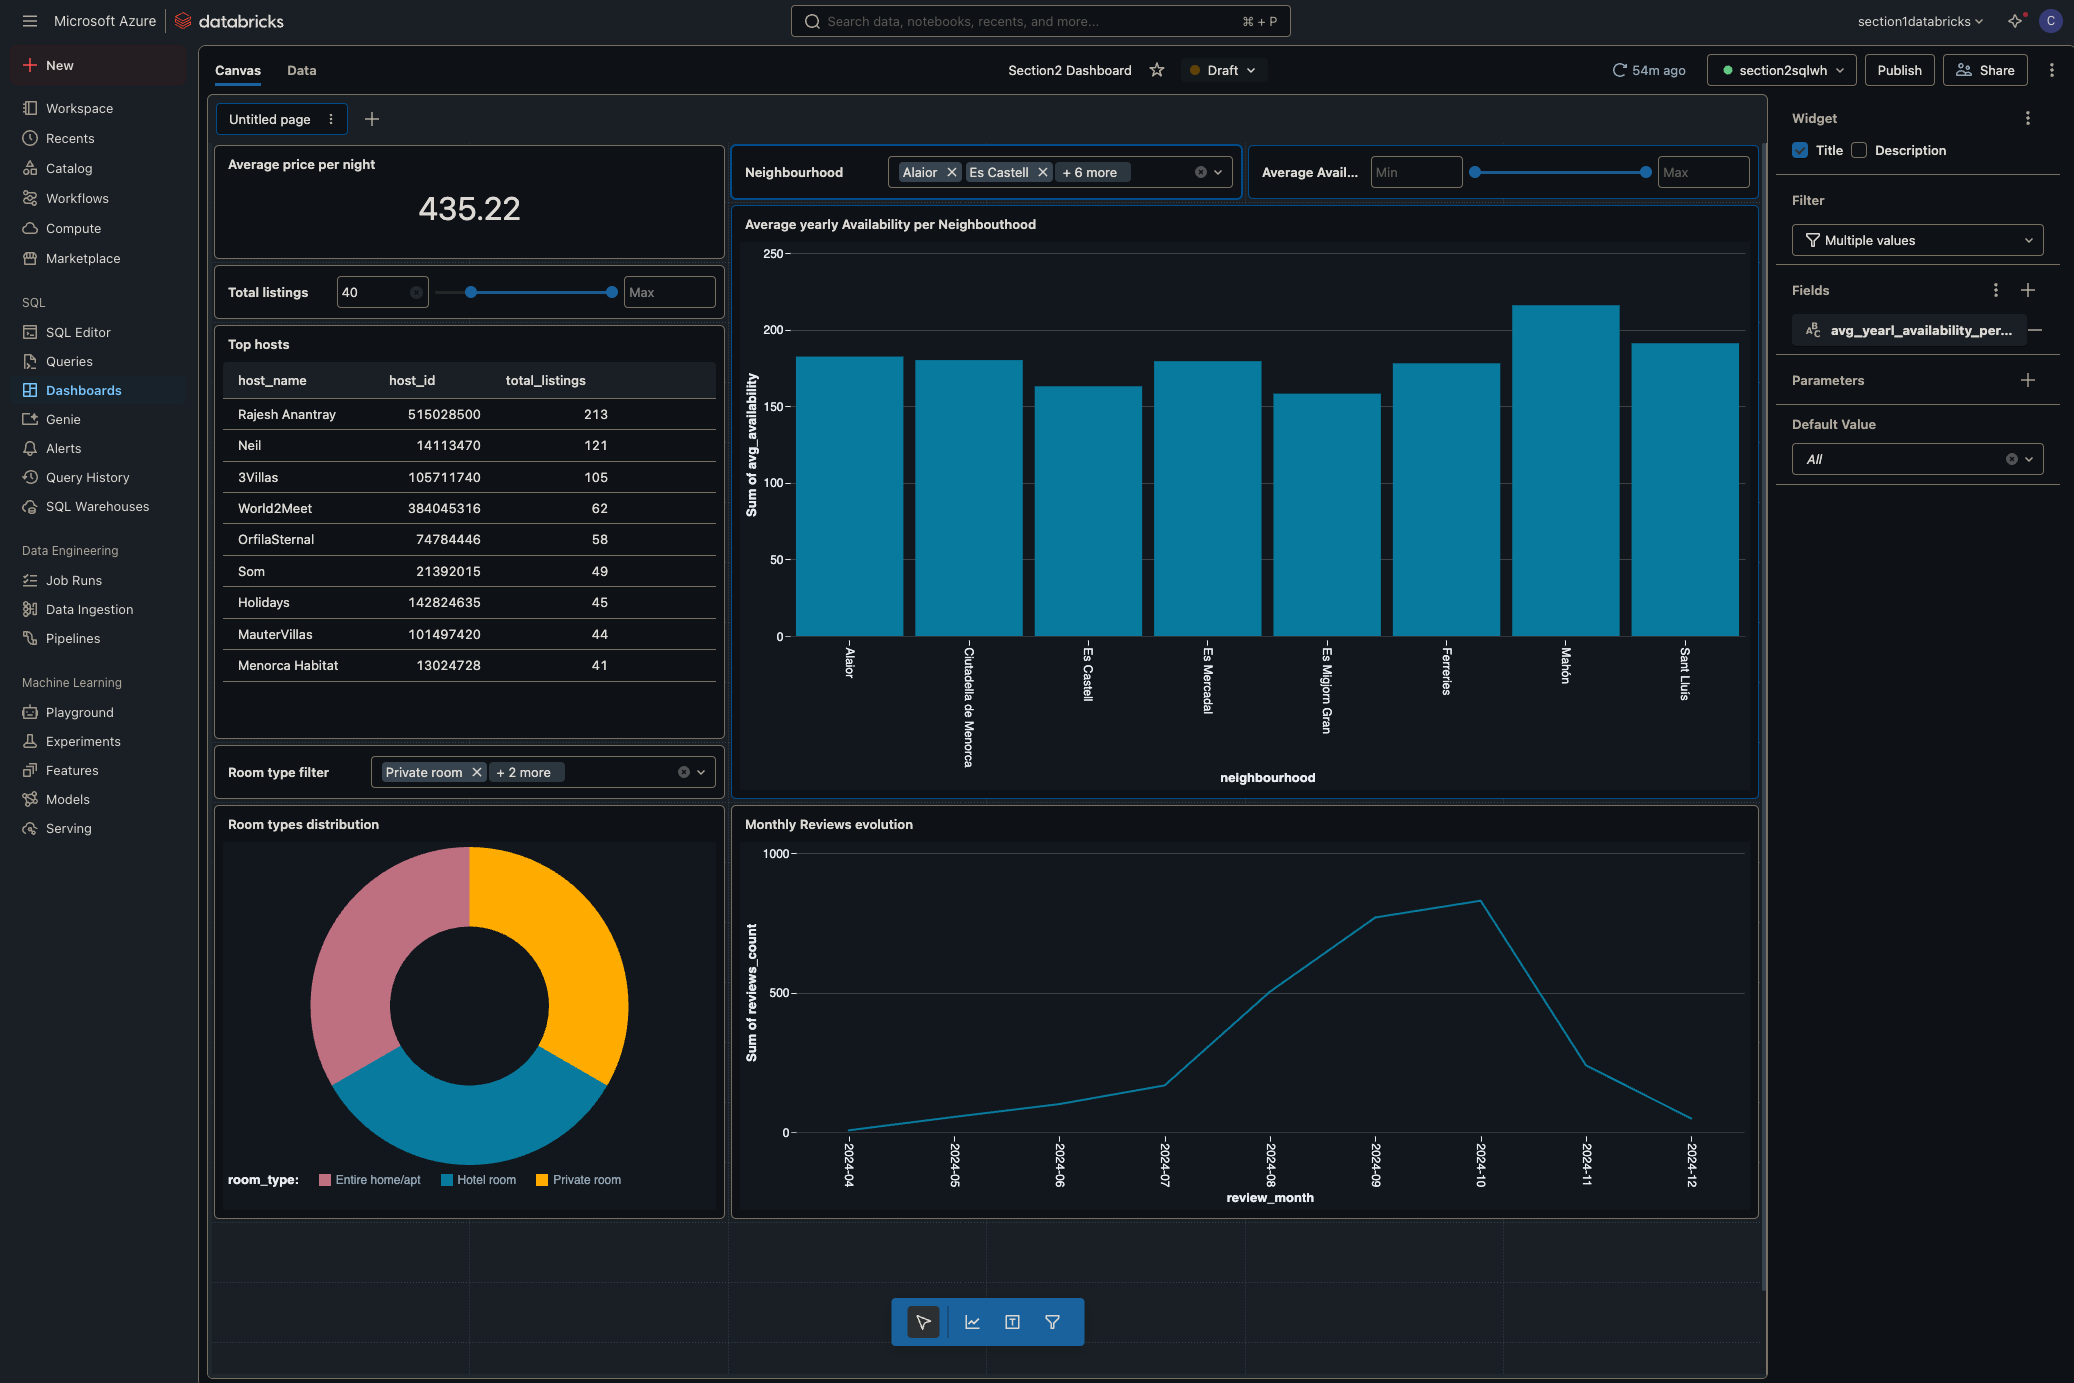 Microsoft Azure databricks
Search data, notebooks, recents, and more...
⌘ + P
section1databricks
C
New
Workspace
Recents
Catalog
Workflows
Compute
Marketplace
SQL
SQL Editor
Queries
Dashboards
Genie
Alerts
Query History
SQL Warehouses
Data Engineering
Job Runs
Data Ingestion
Pipelines
Machine Learning
Playground
Experiments
Features
Models
Serving
Canvas Data
Section2 Dashboard
Draft
54m ago
section2sqlwh
Publish
Share
Untitled page
Average price per night
435.22
Total listings 40 Max
Top hosts
host_name host_id total_listings
Rajesh Anantray 515028500 213
Neil 14113470 121
3Villas 105711740 105
World2Meet 384045316 62
OrfilaSternal 74784446 58
Som 21392015 49
Holidays 142824635 45
MauterVillas 101497420 44
Menorca Habitat 13024728 41
Room type filter Private room + 2 more
Room types distribution
room_type: Entire home/apt Hotel room Private room
Neighbourhood Alaior Es Castell + 6 more
Average Avail... Min Max
Average yearly Availability per Neighbouthood
Sum of avg_availability
250
200
150
100
50
0
Alaior
Ciutadella de Menorca
Es Castell
Es Mercadal
Es Migjorn Gran
Ferreries
Mahón
Sant Lluis
neighbourhood
Monthly Reviews evolution
Sum of reviews_count
1000
500
0
2024-04
2024-05
2024-06
2024-07
2024-08
2024-09
2024-10
2024-11
2024-12
review_month
Widget
Title Description
Filter
Multiple values
Fields
ABC avg_yearl_availability_per...
Parameters
Default Value
All